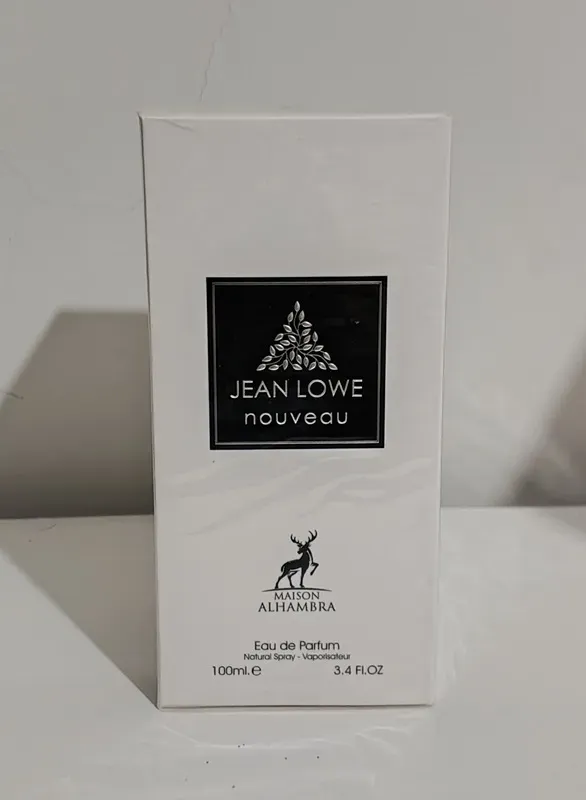 JEAN LOWE
nouveau
MAISON
ALHAMBRA
Eau de Parfum
Natural Spray - Vaporisateur
100ml.e 3.4 Fl.OZ